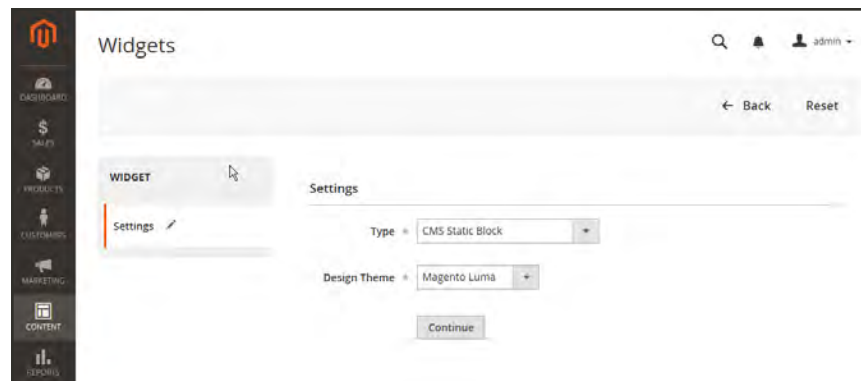 Widgets
admin
DASHBOARD
← Back Reset
SALES
WIDGET
Settings
PRODUCTS
Settings
Type * CMS Static Block
CUSTOMERS
Design Theme * Magento Luma
MARKETING
Continue
CONTENT
REPORTS